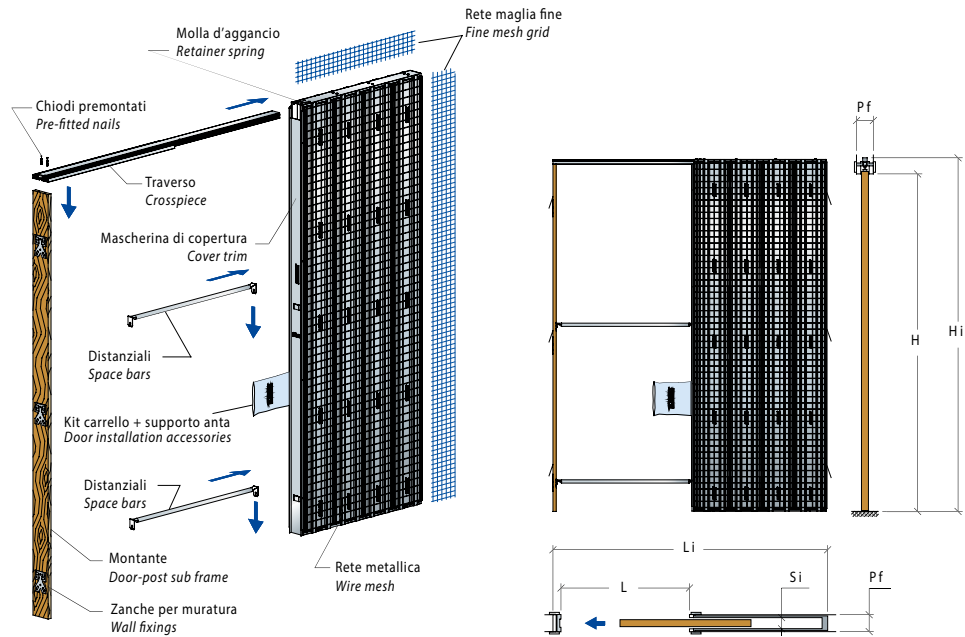 Rete maglia fine
Fine mesh grid
Molla d'aggancio
Retainer spring
Chiodi premontati
Pre-fitted nails
Traverso
Crosspiece
Mascherina di copertura
Cover trim
Distanziali
Space bars
Kit carrello + supporto anta
Door installation accessories
Distanziali
Space bars
Montante
Door-post sub frame
Rete metallica
Wire mesh
Zanche per muratura
Wall fixings
Pf
H
Hi
Li
L
Si
Pf